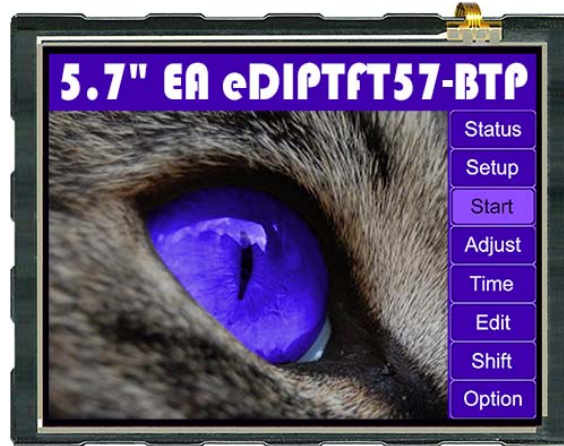 5.7" EA eDIPTFT57-BTP
Status
Setup
Start
Adjust
Time
Edit
Shift
Option